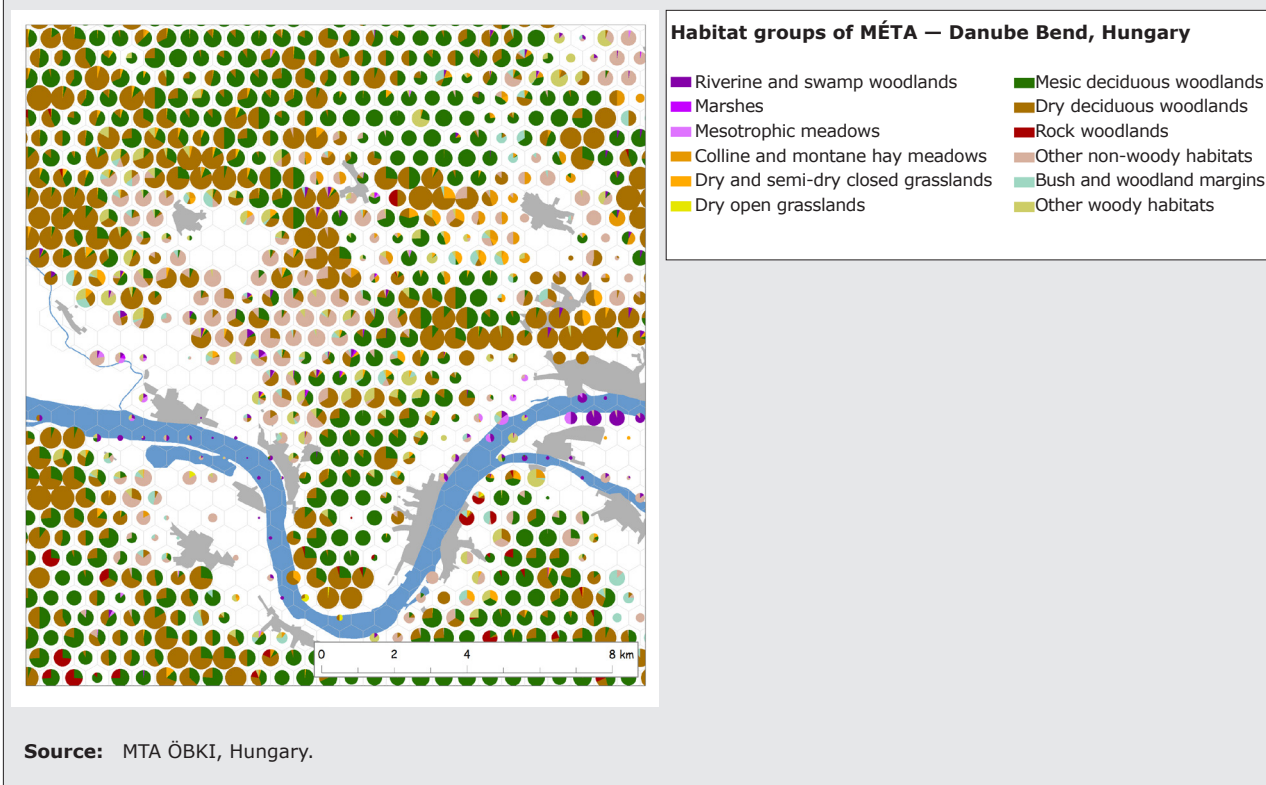 Habitat groups of MÉTA — Danube Bend, Hungary
Riverine and swamp woodlands
Marshes
Mesotrophic meadows
Colline and montane hay meadows
Dry and semi-dry closed grasslands
Dry open grasslands
Mesic deciduous woodlands
Dry deciduous woodlands
Rock woodlands
Other non-woody habitats
Bush and woodland margins
Other woody habitats
0 2 4 8 km
Source: MTA ÖBKI, Hungary.